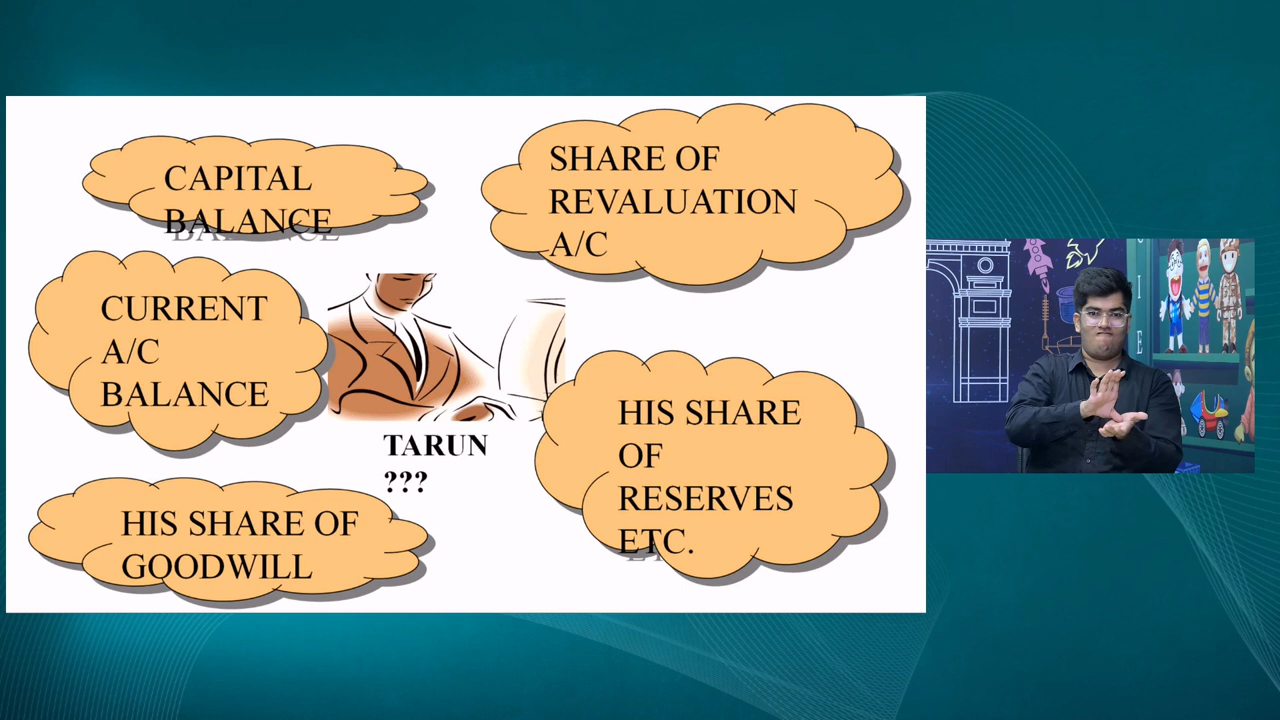 CAPITAL
BALANCE
SHARE OF
REVALUATION
A/C
CURRENT
A/C
BALANCE
TARUN
???
HIS SHARE
OF
RESERVES
ETC.
HIS SHARE OF
GOODWILL
I
E